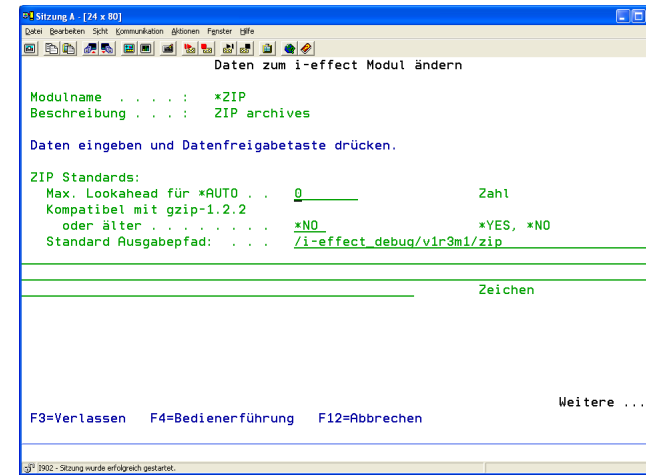 Sitzung A - [24 x 80]
Datei Bearbeiten Sicht Kommunikation Aktionen Fenster Hilfe
Daten zum i-effect Modul ändern
Modulname . . . . : *ZIP
Beschreibung . . . : ZIP archives
Daten eingeben und Datenfreigabetaste drücken.
ZIP Standards:
Max. Lookahead für *AUTO . . 0 Zahl
Kompatibel mit gzip-1.2.2
oder älter . . . . . . . . *NO *YES, *NO
Standard Ausgabepfad: . . . /i-effect_debug/v1r3m1/zip
Zeichen
Weitere ...
F3=Verlassen F4=Bedienerführung F12=Abbrechen
I902 - Sitzung wurde erfolgreich gestartet.